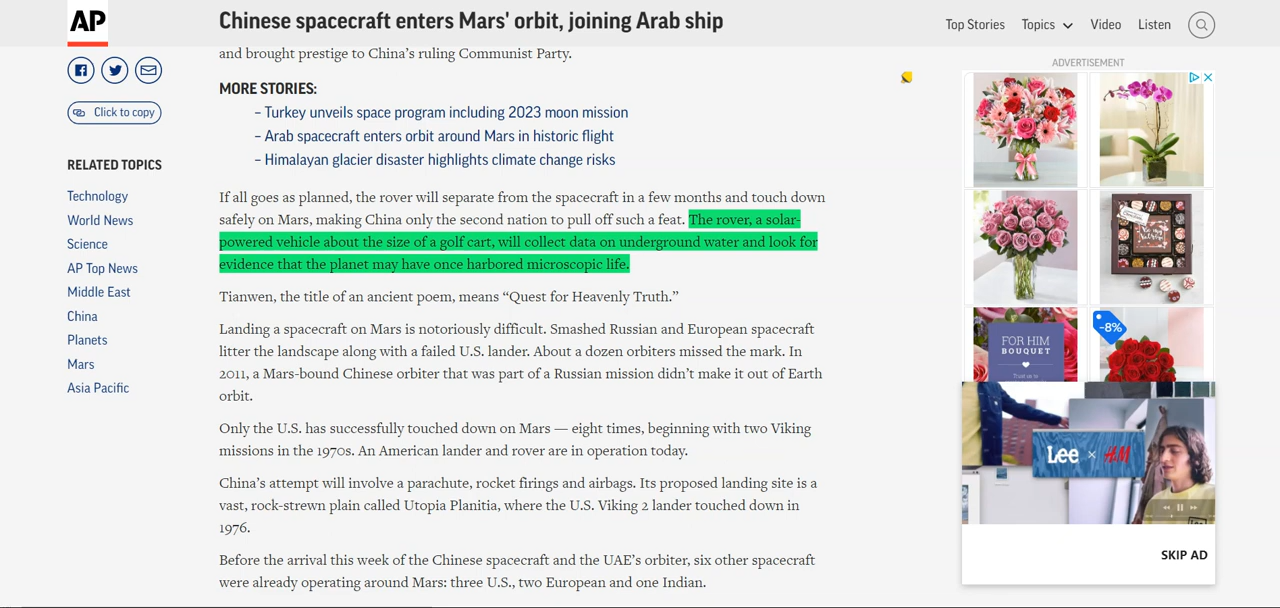 AP
Chinese spacecraft enters Mars' orbit, joining Arab ship
Top Stories
Topics
Video
Listen
and brought prestige to China’s ruling Communist Party.
Click to copy
RELATED TOPICS
Technology
World News
Science
AP Top News
Middle East
China
Planets
Mars
Asia Pacific
MORE STORIES:
– Turkey unveils space program including 2023 moon mission
– Arab spacecraft enters orbit around Mars in historic flight
– Himalayan glacier disaster highlights climate change risks
If all goes as planned, the rover will separate from the spacecraft in a few months and touch down
safely on Mars, making China only the second nation to pull off such a feat. The rover, a solar-
powered vehicle about the size of a golf cart, will collect data on underground water and look for
evidence that the planet may have once harbored microscopic life.
Tianwen, the title of an ancient poem, means “Quest for Heavenly Truth.”
Landing a spacecraft on Mars is notoriously difficult. Smashed Russian and European spacecraft
litter the landscape along with a failed U.S. lander. About a dozen orbiters missed the mark. In
2011, a Mars-bound Chinese orbiter that was part of a Russian mission didn’t make it out of Earth
orbit.
Only the U.S. has successfully touched down on Mars — eight times, beginning with two Viking
missions in the 1970s. An American lander and rover are in operation today.
China’s attempt will involve a parachute, rocket firings and airbags. Its proposed landing site is a
vast, rock-strewn plain called Utopia Planitia, where the U.S. Viking 2 lander touched down in
1976.
Before the arrival this week of the Chinese spacecraft and the UAE’s orbiter, six other spacecraft
were already operating around Mars: three U.S., two European and one Indian.
ADVERTISEMENT
FOR HIM
BOUQUET
Trust us to
-8%
Lee x H&M
Lee
SKIP AD